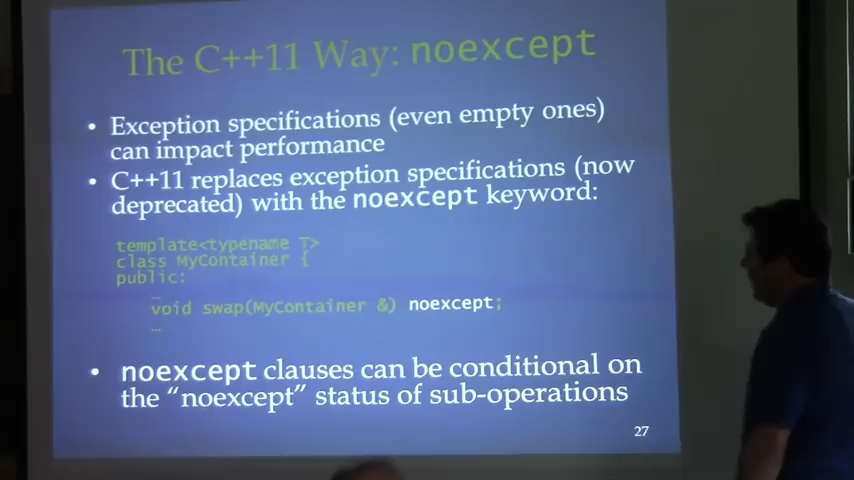 The C++11 Way: noexcept
• Exception specifications (even empty ones)
can impact performance
• C++11 replaces exception specifications (now
deprecated) with the noexcept keyword:
template<typename T>
class MyContainer {
public:
…
void swap(MyContainer &) noexcept;
…
• noexcept clauses can be conditional on
the “noexcept” status of sub-operations
27